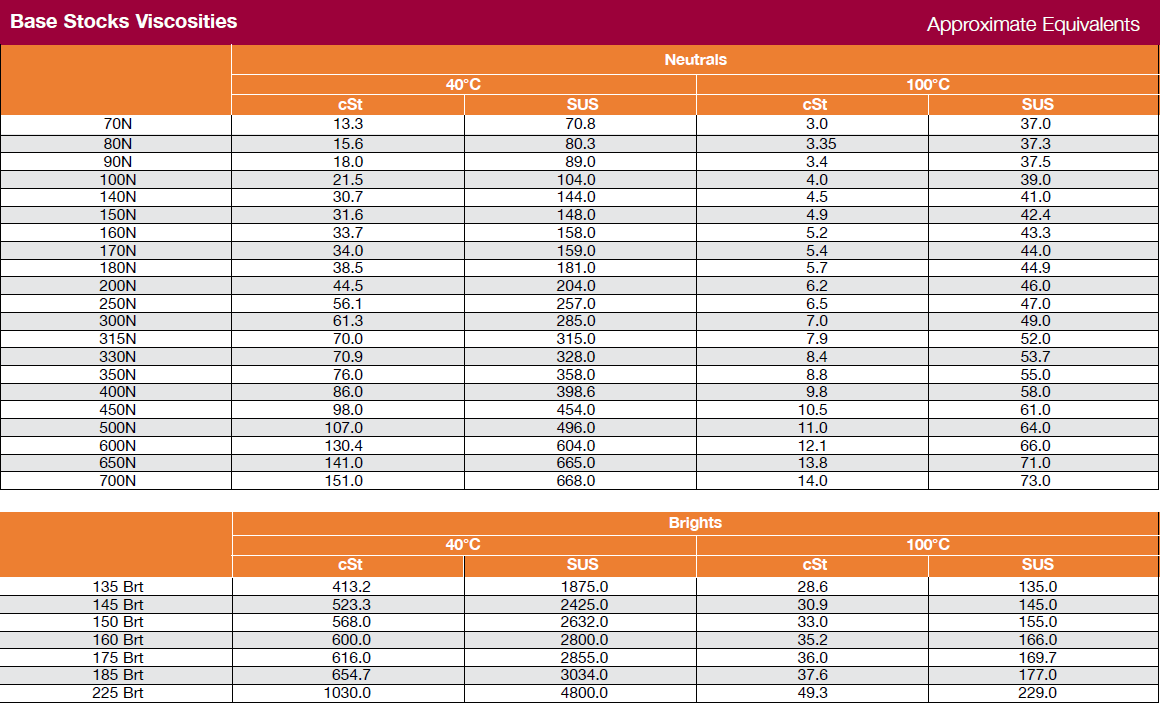 Base Stocks Viscosities Approximate Equivalents
Neutrals
40°C 100°C
cSt SUS cSt SUS
70N 13.3 70.8 3.0 37.0
80N 15.6 80.3 3.35 37.3
90N 18.0 89.0 3.4 37.5
100N 21.5 104.0 4.0 39.0
140N 30.7 144.0 4.5 41.0
150N 31.6 148.0 4.9 42.4
160N 33.7 158.0 5.2 43.3
170N 34.0 159.0 5.4 44.0
180N 38.5 181.0 5.7 44.9
200N 44.5 204.0 6.2 46.0
250N 56.1 257.0 6.5 47.0
300N 61.3 285.0 7.0 49.0
315N 70.0 315.0 7.9 52.0
330N 70.9 328.0 8.4 53.7
350N 76.0 358.0 8.8 55.0
400N 86.0 398.6 9.8 58.0
450N 98.0 454.0 10.5 61.0
500N 107.0 496.0 11.0 64.0
600N 130.4 604.0 12.1 66.0
650N 141.0 665.0 13.8 71.0
700N 151.0 668.0 14.0 73.0
Brights
40°C 100°C
cSt SUS cSt SUS
135 Brt 413.2 1875.0 28.6 135.0
145 Brt 523.3 2425.0 30.9 145.0
150 Brt 568.0 2632.0 33.0 155.0
160 Brt 600.0 2800.0 35.2 166.0
175 Brt 616.0 2855.0 36.0 169.7
185 Brt 654.7 3034.0 37.6 177.0
225 Brt 1030.0 4800.0 49.3 229.0